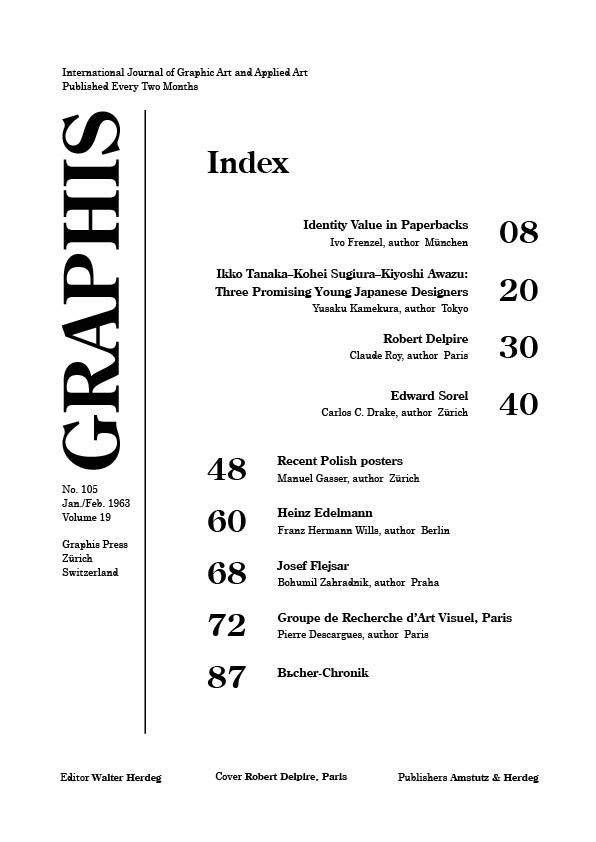 International Journal of Graphic Art and Applied Art
Published Every Two Months
GRAPHIS
No. 105
Jan./Feb. 1963
Volume 19
Graphis Press
Zürich
Switzerland
Index
Identity Value in Paperbacks
Ivo Frenzel, author München
08
Ikko Tanaka–Kohei Sugiura–Kiyoshi Awazu:
Three Promising Young Japanese Designers
Yusaku Kamekura, author Tokyo
20
Robert Delpire
Claude Roy, author Paris
30
Edward Sorel
Carlos C. Drake, author Zürich
40
48
Recent Polish posters
Manuel Gasser, author Zürich
60
Heinz Edelmann
Franz Hermann Wills, author Berlin
68
Josef Flejsar
Bohumil Zahradnik, author Praha
72
Groupe de Recherche d’Art Visuel, Paris
Pierre Descargues, author Paris
87
Bьcher-Chronik
Editor Walter Herdeg
Cover Robert Delpire, Paris
Publishers Amstutz & Herdeg